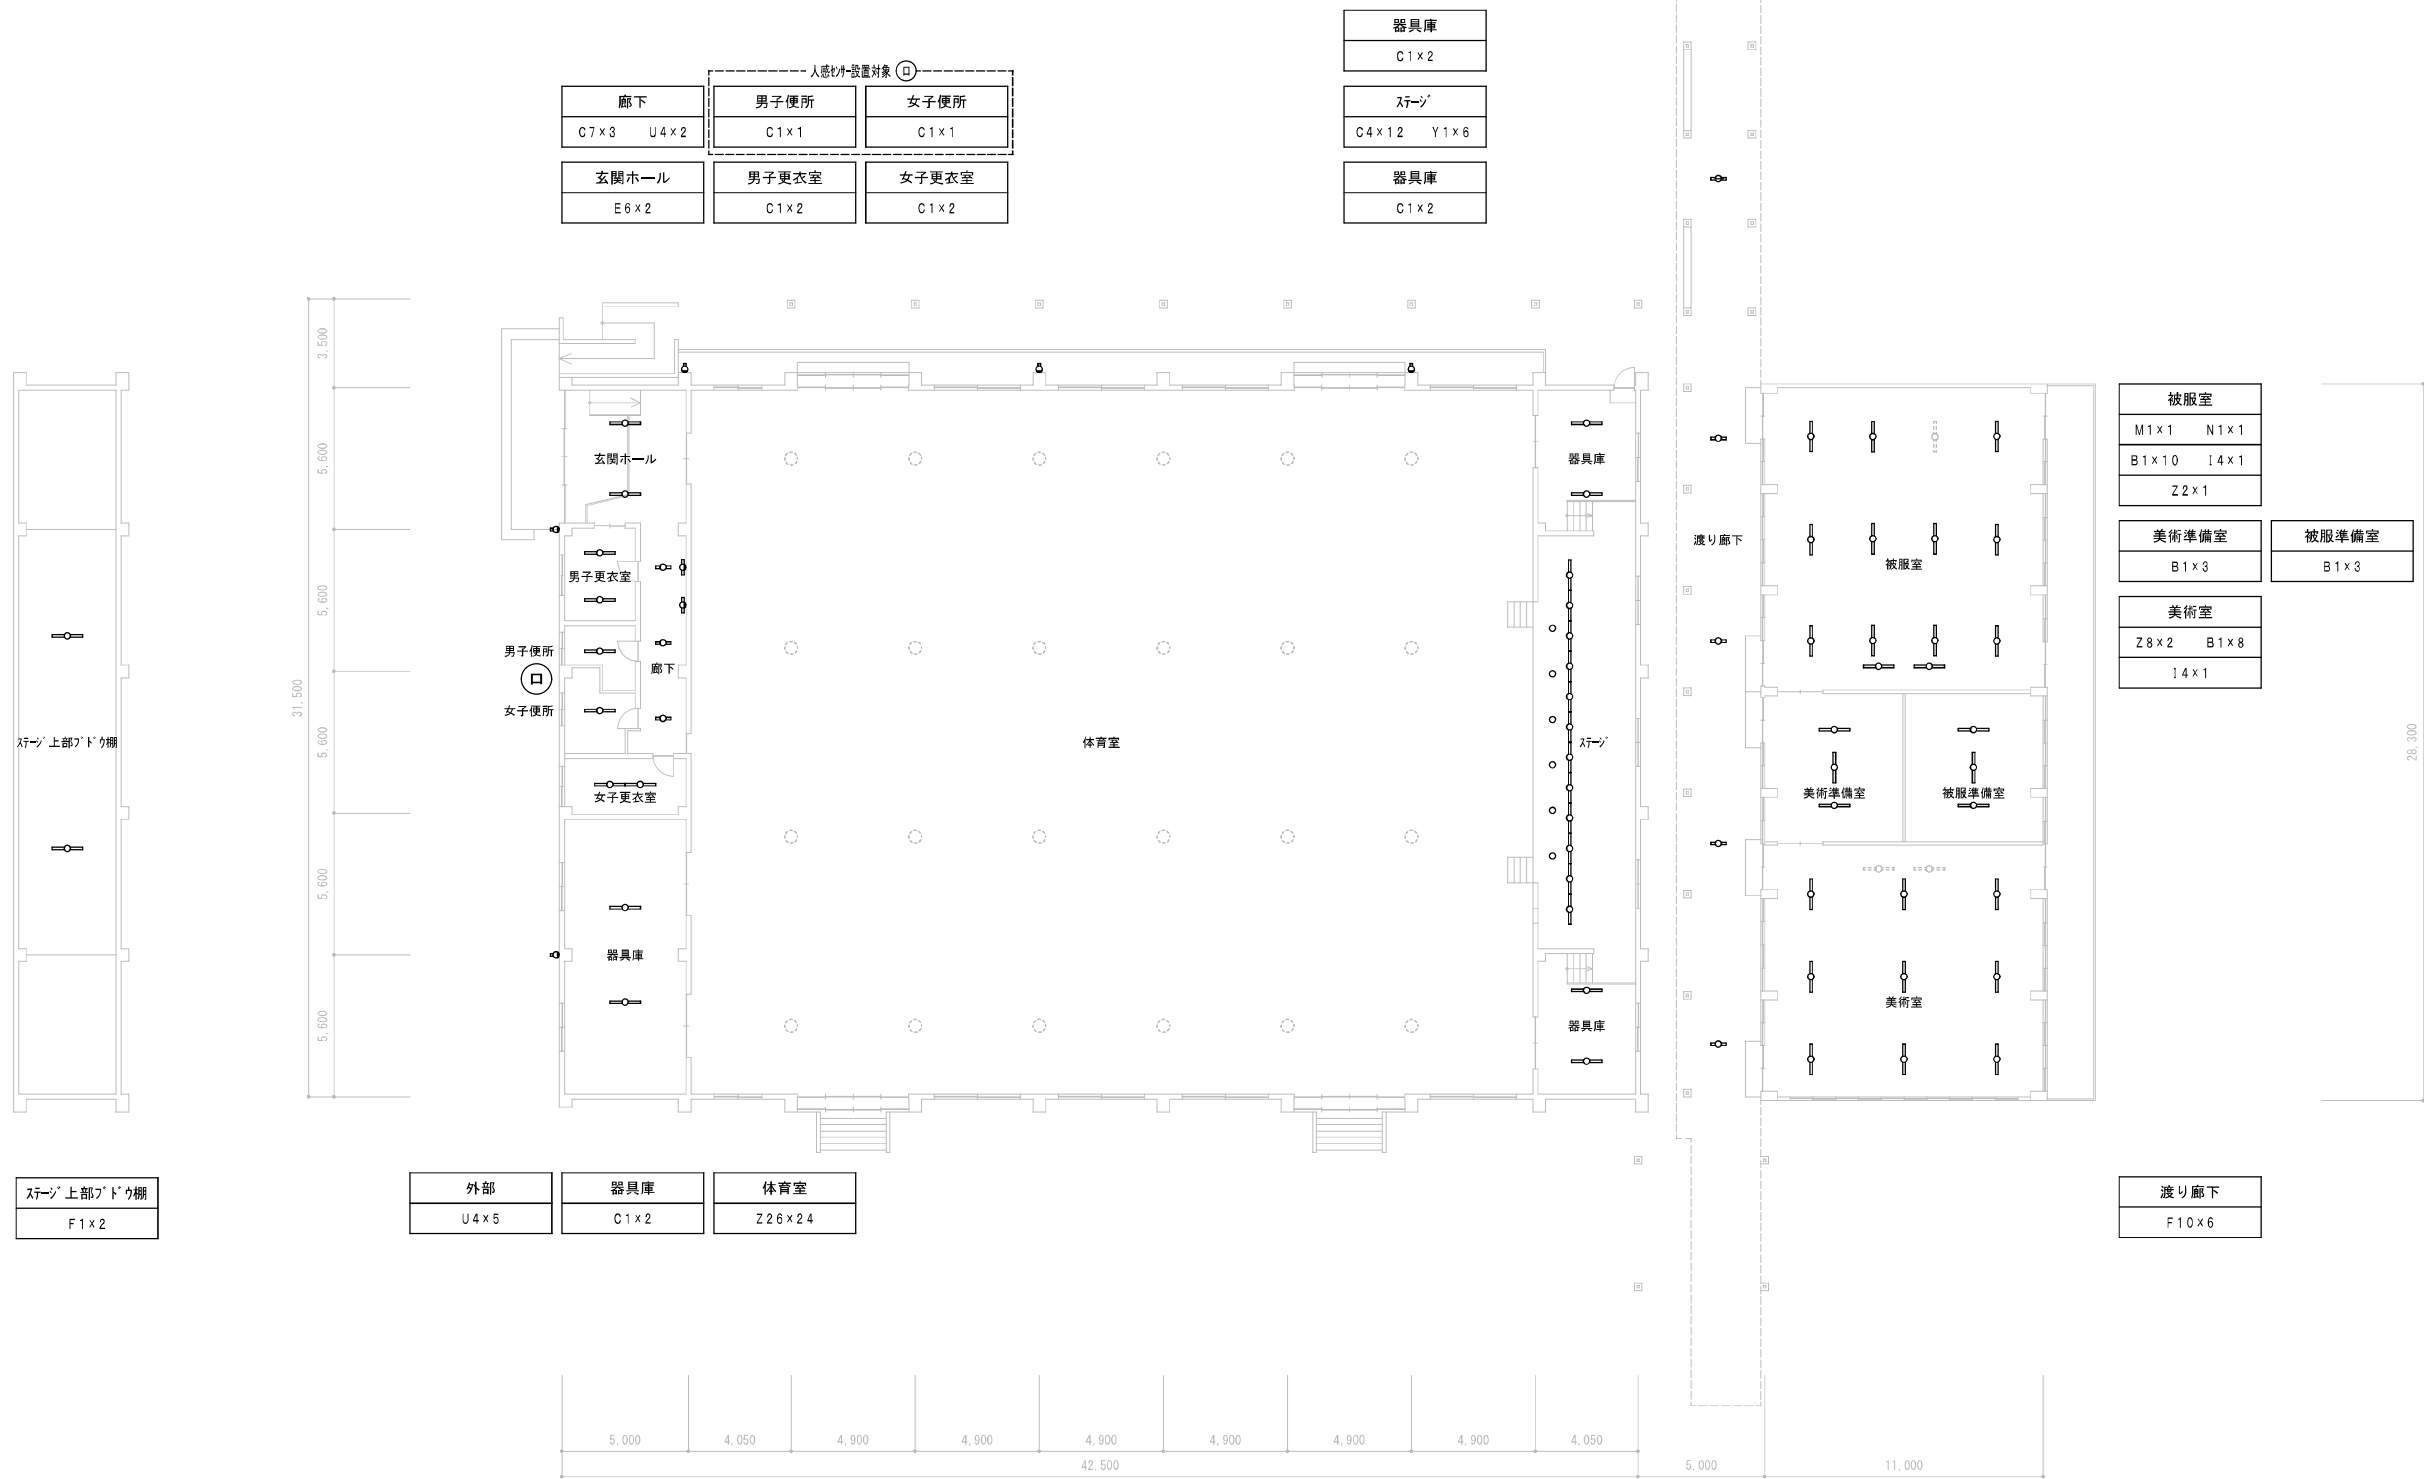 器具庫
C1×2
人感ｾﾝｻｰ設置対象 ロ
廊下
C7×3 U4×2
男子便所
C1×1
女子便所
C1×1
ｽﾃｰｼﾞ
C4×12 Y1×6
玄関ホール
E6×2
男子更衣室
C1×2
女子更衣室
C1×2
器具庫
C1×2
3,500
5,600
5,600
5,600
5,600
5,600
31,500
ｽﾃｰｼﾞ上部ﾌﾞﾄﾞｳ棚
玄関ホール
男子更衣室
男子便所
ロ
女子便所
廊下
女子更衣室
器具庫
体育室
器具庫
ｽﾃｰｼﾞ
器具庫
渡り廊下
被服室
美術準備室
被服準備室
美術室
被服室
M1×1 N1×1
B1×10 I4×1
Z2×1
美術準備室
B1×3
被服準備室
B1×3
美術室
Z8×2 B1×8
I4×1
28,300
ｽﾃｰｼﾞ上部ﾌﾞﾄﾞｳ棚
F1×2
外部
U4×5
器具庫
C1×2
体育室
Z26×24
渡り廊下
F10×6
5,000
4,050
4,900
4,900
4,900
4,900
4,900
4,900
4,050
42,500
5,000
11,000